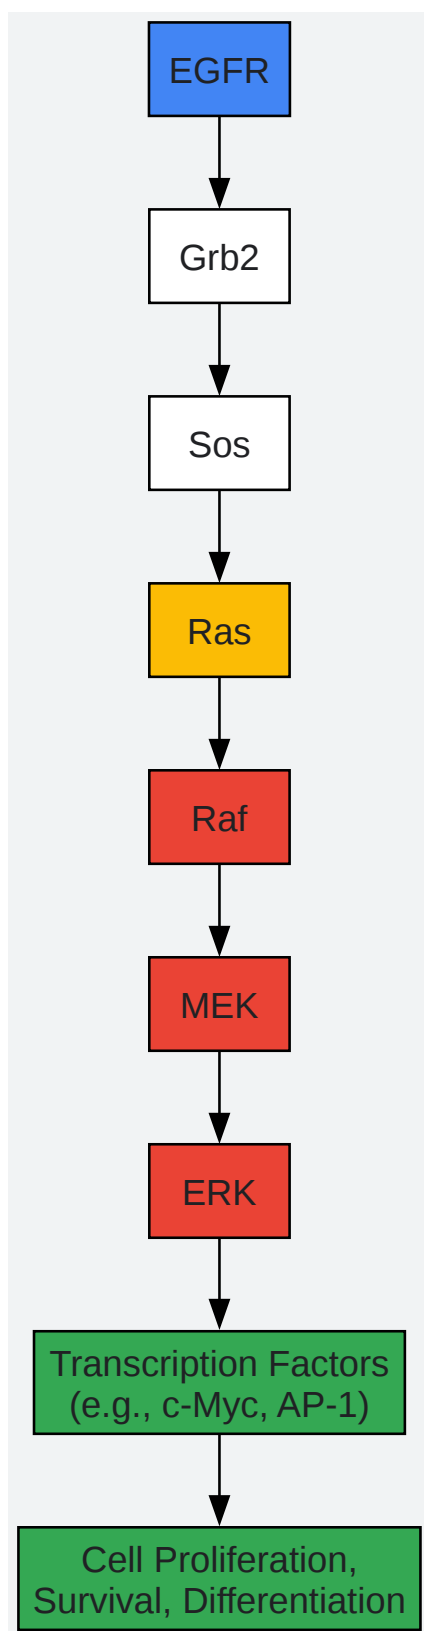 EGFR
Grb2
Sos
Ras
Raf
MEK
ERK
Transcription Factors
(e.g., c-Myc, AP-1)
Cell Proliferation,
Survival, Differentiation